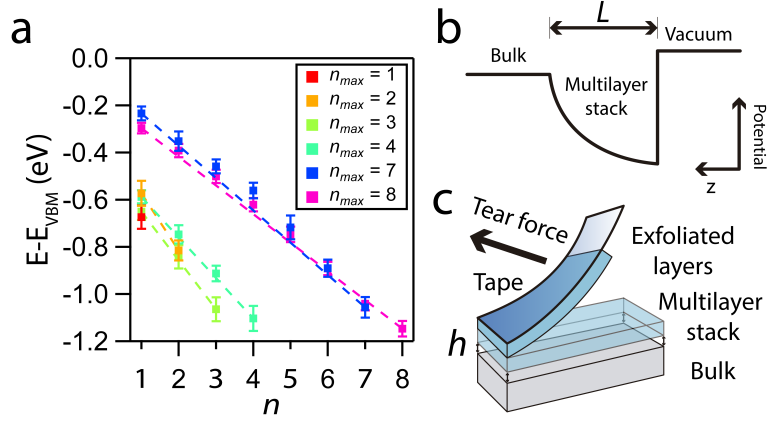 a
0.0
-0.2
-0.4
-0.6
-0.8
-1.0
-1.2
E-E_VBM (eV)
1 2 3 4 5 6 7 8
n
n_max = 1
n_max = 2
n_max = 3
n_max = 4
n_max = 7
n_max = 8
b
L
Vacuum
Bulk
Multilayer
stack
Potential
z
c
Tear force
Tape
Exfoliated
layers
Multilayer
stack
h
Bulk